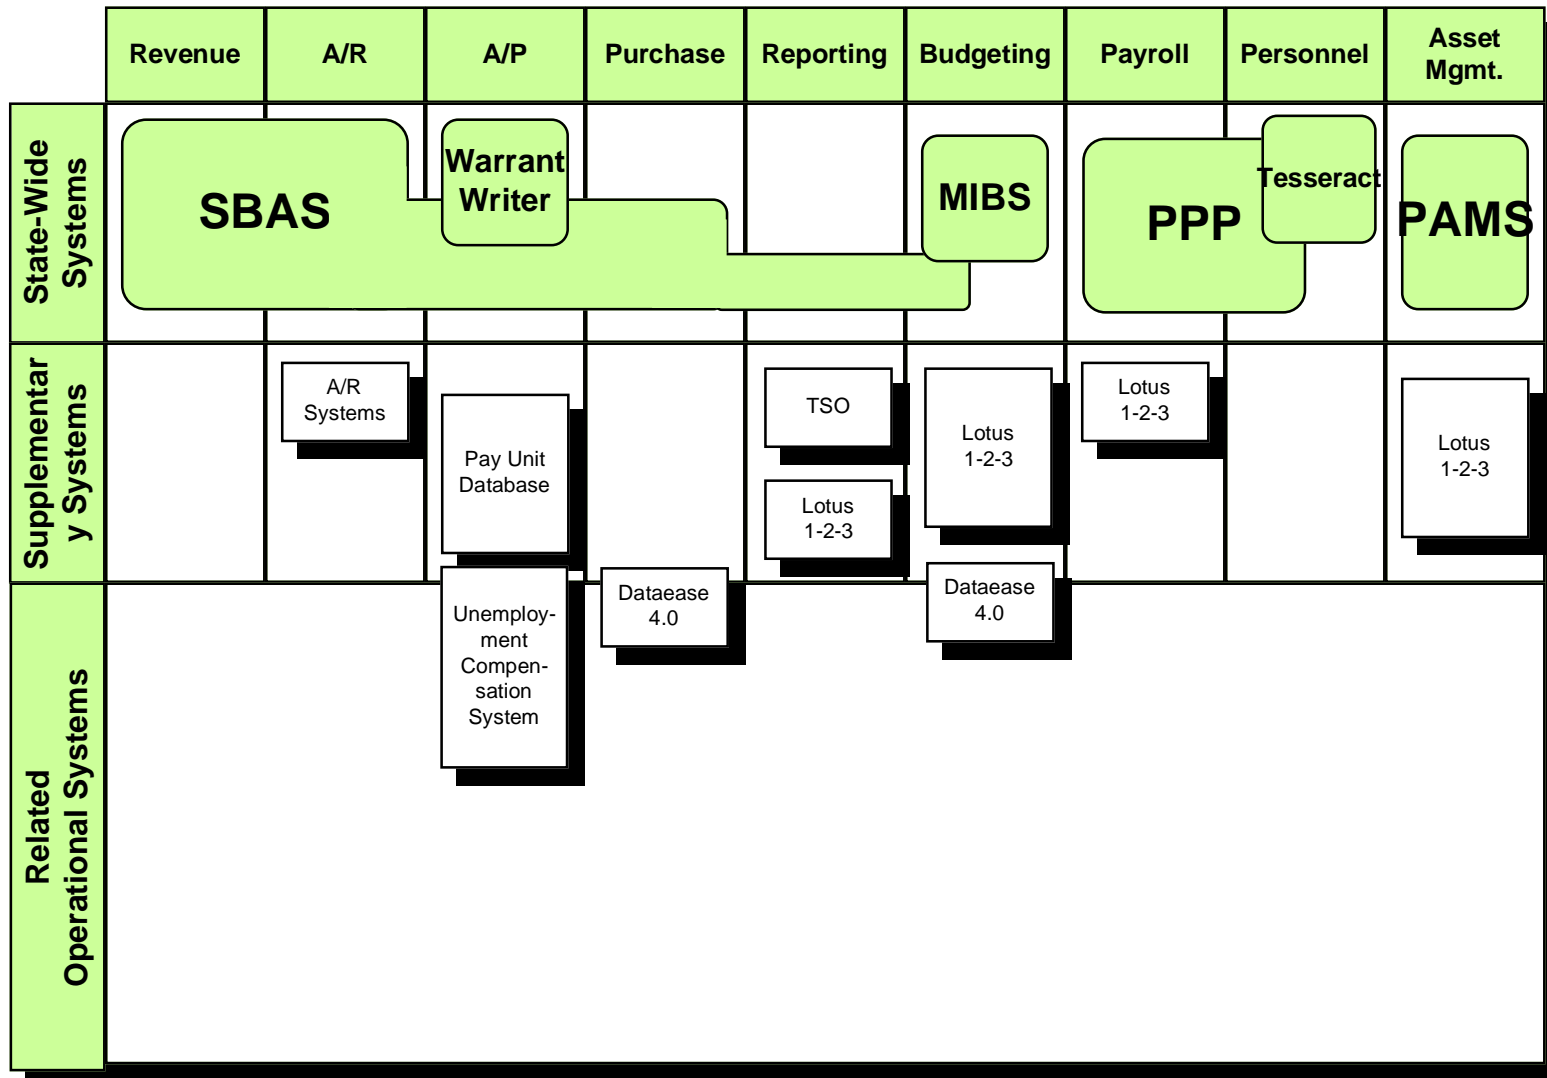 Revenue
A/R
A/P
Purchase
Reporting
Budgeting
Payroll
Personnel
Asset
Mgmt.
State-Wide
Systems
SBAS
Warrant
Writer
MIBS
PPP
Tesseract
PAMS
Supplementar
y Systems
A/R
Systems
Pay Unit
Database
TSO
Lotus
1-2-3
Lotus
1-2-3
Lotus
1-2-3
Lotus
1-2-3
Related
Operational Systems
Unemploy-
ment
Compen-
sation
System
Dataease
4.0
Dataease
4.0